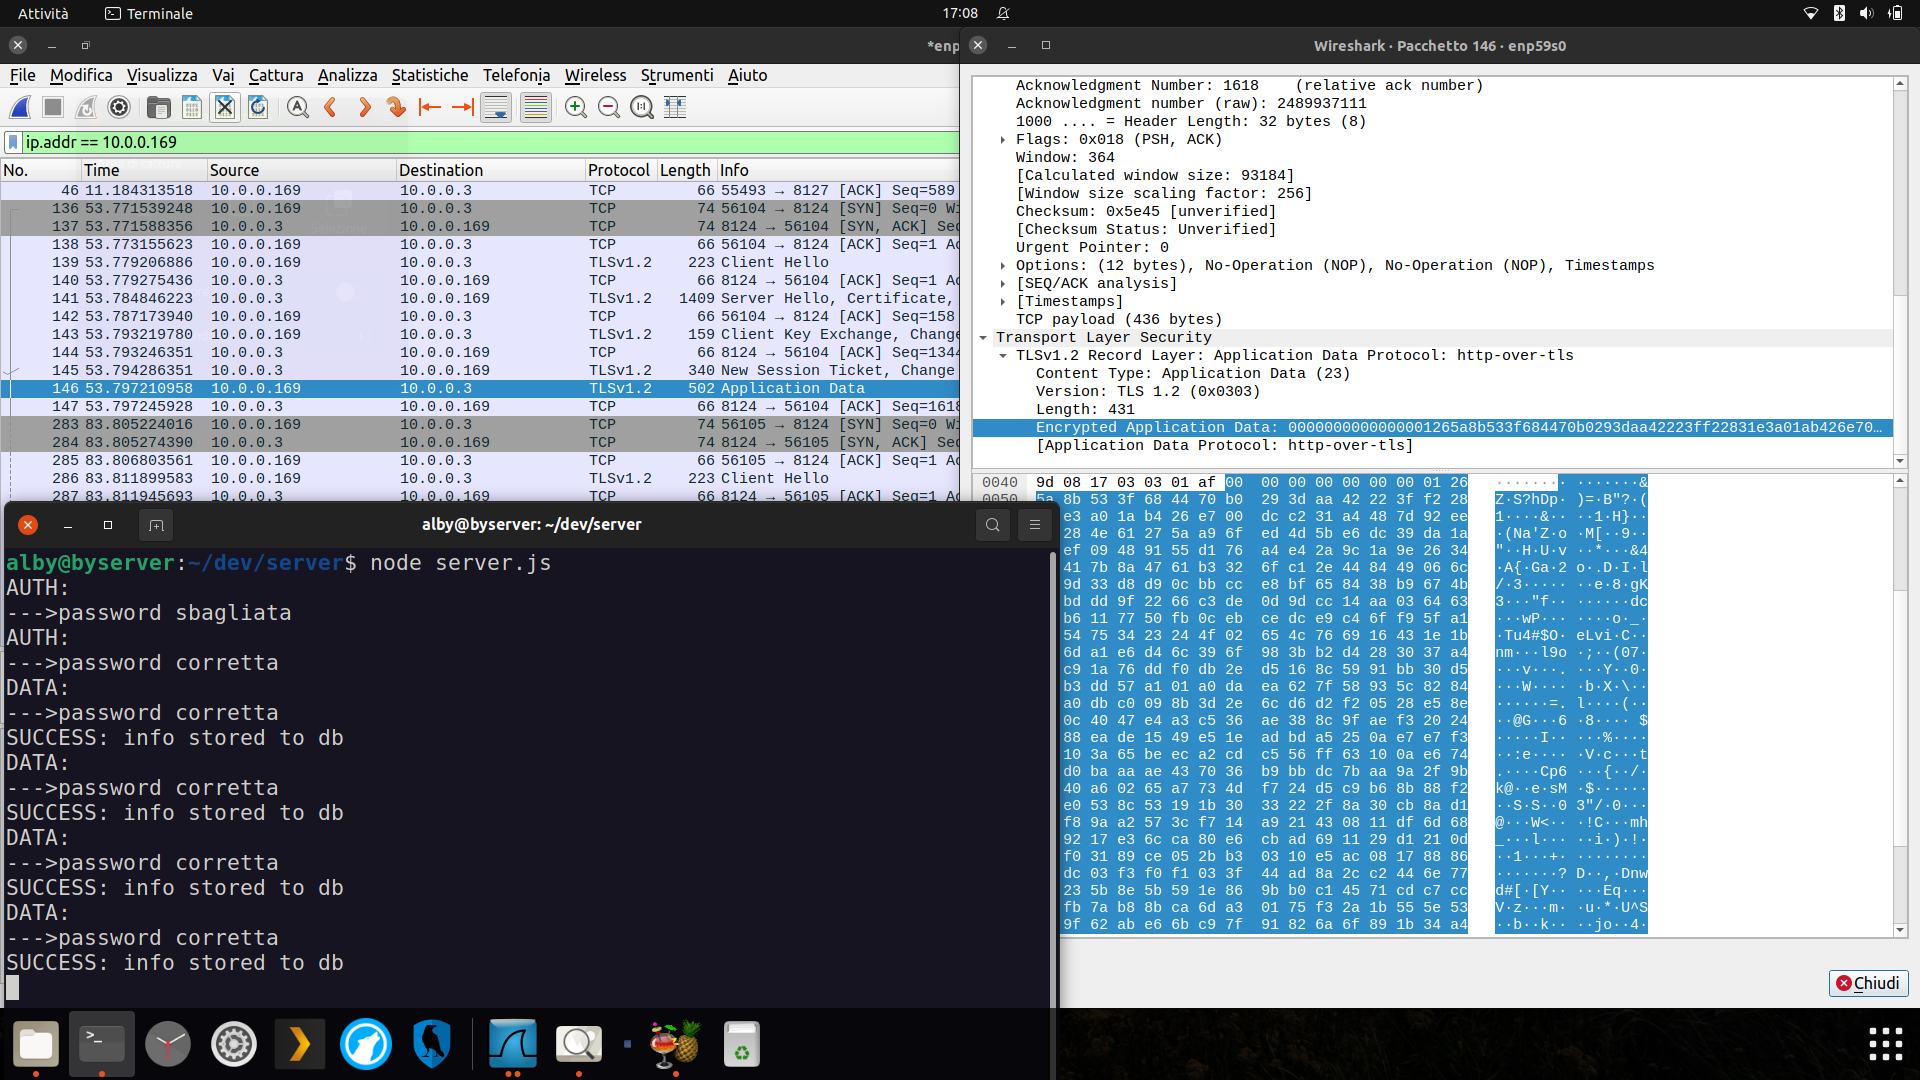 Attività
Terminale
17:08
*enp
File Modifica Visualizza Vai Cattura Analizza Statistiche Telefonia Wireless Strumenti Aiuto
ip.addr == 10.0.0.169
No. Time Source Destination Protocol Length Info
46 11.184313518 10.0.0.169 10.0.0.3 TCP 66 55493 → 8127 [ACK] Seq=589
136 53.771539248 10.0.0.169 10.0.0.3 TCP 74 56104 → 8124 [SYN] Seq=0 Wi
137 53.771588356 10.0.0.3 10.0.0.169 TCP 74 8124 → 56104 [SYN, ACK] Sec
138 53.773155623 10.0.0.169 10.0.0.3 TCP 66 56104 → 8124 [ACK] Seq=1 Ac
139 53.779206886 10.0.0.169 10.0.0.3 TLSv1.2 223 Client Hello
140 53.779275436 10.0.0.3 10.0.0.169 TCP 66 8124 → 56104 [ACK] Seq=1 Ac
141 53.784846223 10.0.0.3 10.0.0.169 TLSv1.2 1409 Server Hello, Certificate,
142 53.787173940 10.0.0.169 10.0.0.3 TCP 66 56104 → 8124 [ACK] Seq=158
143 53.793219780 10.0.0.169 10.0.0.3 TLSv1.2 159 Client Key Exchange, Change
144 53.793246351 10.0.0.3 10.0.0.169 TCP 66 8124 → 56104 [ACK] Seq=1344
145 53.794286351 10.0.0.3 10.0.0.169 TLSv1.2 340 New Session Ticket, Change
146 53.797210958 10.0.0.169 10.0.0.3 TLSv1.2 502 Application Data
147 53.797245928 10.0.0.3 10.0.0.169 TCP 66 8124 → 56104 [ACK] Seq=1618
283 83.805224016 10.0.0.169 10.0.0.3 TCP 74 56105 → 8124 [SYN] Seq=0 Wi
284 83.805274390 10.0.0.3 10.0.0.169 TCP 74 8124 → 56105 [SYN, ACK] Sec
285 83.806803561 10.0.0.169 10.0.0.3 TCP 66 56105 → 8124 [ACK] Seq=1 Ac
286 83.811899583 10.0.0.169 10.0.0.3 TLSv1.2 223 Client Hello
287 83.811945693 10.0.0.3 10.0.0.169 TCP 66 8124 → 56105 [ACK] Seq=1 Ac
Wireshark · Pacchetto 146 · enp59s0
Acknowledgment Number: 1618 (relative ack number)
Acknowledgment number (raw): 2489937111
1000 .... = Header Length: 32 bytes (8)
Flags: 0x018 (PSH, ACK)
Window: 364
[Calculated window size: 93184]
[Window size scaling factor: 256]
Checksum: 0x5e45 [unverified]
[Checksum Status: Unverified]
Urgent Pointer: 0
Options: (12 bytes), No-Operation (NOP), No-Operation (NOP), Timestamps
[SEQ/ACK analysis]
[Timestamps]
TCP payload (436 bytes)
Transport Layer Security
TLSv1.2 Record Layer: Application Data Protocol: http-over-tls
Content Type: Application Data (23)
Version: TLS 1.2 (0x0303)
Length: 431
Encrypted Application Data: 00000000000000001265a8b533f684470b0293daa42223ff22831e3a01ab426e70…
[Application Data Protocol: http-over-tls]
0040 9d 08 17 03 03 01 af 00 00 00 00 00 00 00 01 26 ········ ·······&
0050 5a 8b 53 3f 68 44 70 b0 29 3d aa 42 22 3f f2 28 Z·S?hDp· )=·B"?·(
e3 a0 1a b4 26 e7 00 dc c2 31 a4 48 7d 92 ee 1····&·· ··1·H}··
28 4e 61 27 5a a9 6f ed 4d 5b e6 dc 39 da 1a ·(Na'Z·o ·M[··9··
ef 09 48 91 55 d1 76 a4 e4 2a 9c 1a 9e 26 34 "··H·U·v ··*···&4
41 7b 8a 47 61 b3 32 6f c1 2e 44 84 49 06 6c ·A{·Ga·2 o·.D·I·l
9d 33 d8 d9 0c bb cc e8 bf 65 84 38 b9 67 4b /·3····· ·e·8·gK
bd dd 9f 22 66 c3 de 0d 9d cc 14 aa 03 64 63 3···"f·· ······dc
b6 11 77 50 fb 0c eb ce dc e9 c4 6f f9 5f a1 ···wP··· ····o·_·
54 75 34 23 24 4f 02 65 4c 76 69 16 43 1e 1b ·Tu4#$O· eLvi·C··
6d a1 e6 d4 6c 39 6f 98 3b b2 d4 28 30 37 a4 nm···l9o ·;··(07·
c9 1a 76 dd f0 db 2e d5 16 8c 59 91 bb 30 d5 ···v···. ···Y··0·
b3 dd 57 a1 01 a0 da ea 62 7f 58 93 5c 82 84 ···W···· ·b·X·\··
a0 db c0 09 8b 3d 2e 6c d6 d2 f2 05 28 e5 8e ······=. l····(··
0c 40 47 e4 a3 c5 36 ae 38 8c 9f ae f3 20 24 ··@G···6 ·8···· $
88 ea de 15 49 e5 1e ad bd a5 25 0a e7 e7 f3 ·····I·· ···%····
10 3a 65 be ec a2 cd c5 56 ff 63 10 0a e6 74 ··:e···· ·V·c···t
d0 ba aa ae 43 70 36 b9 bb dc 7b aa 9a 2f 9b .····Cp6 ···{··/·
40 a6 02 65 a7 73 4d f7 24 d5 c9 b6 8b 88 f2 k@··e·sM ·$······
e0 53 8c 53 19 1b 30 33 22 2f 8a 30 cb 8a d1 ··S·S··0 3"/·0···
f8 9a a2 57 3c f7 14 a9 21 43 08 11 df 6d 68 @···W<·· ·!C···mh
92 17 e3 6c ca 80 e6 cb ad 69 11 29 d1 21 0d _···l··· ··i·)·!·
f0 31 89 ce 05 2b b3 03 10 e5 ac 08 17 88 86 ··1···+· ········
dc 03 f3 f0 f1 03 3f 44 ad 8a 2c c2 44 6e 77 ·······? D··,·Dnw
23 5b 8e 5b 59 1e 86 9b b0 c1 45 71 cd c7 cc d#[·[Y·· ···Eq···
fb 7a b8 8b ca 6d a3 01 75 f3 2a 1b 55 5e 53 V·z···m· ·u·*·U^S
9f 62 ab e6 6b c9 7f 91 82 6a 6f 89 1b 34 a4 ··b··k·· ··jo··4·
Chiudi
alby@byserver: ~/dev/server
alby@byserver:~/dev/server$ node server.js
AUTH:
--->password sbagliata
AUTH:
--->password corretta
DATA:
--->password corretta
SUCCESS: info stored to db
DATA:
--->password corretta
SUCCESS: info stored to db
DATA:
--->password corretta
SUCCESS: info stored to db
DATA:
--->password corretta
SUCCESS: info stored to db